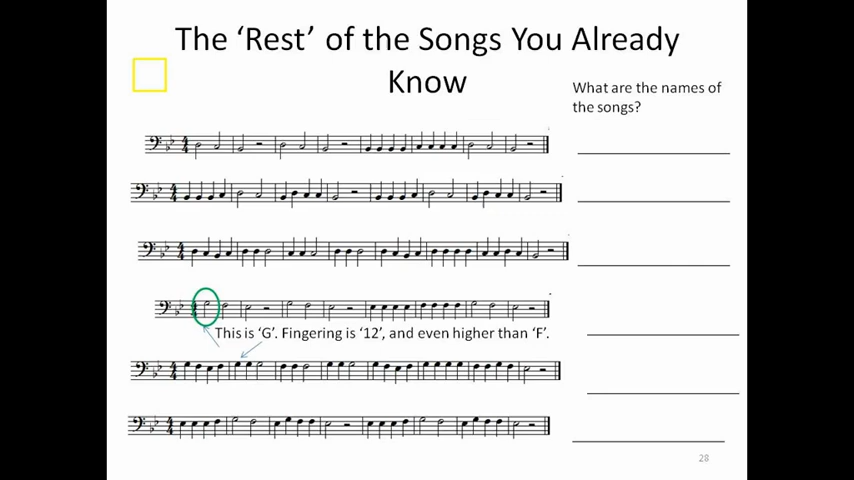 The ‘Rest’ of the Songs You Already
Know
What are the names of
the songs?
This is ‘G’. Fingering is ‘12’, and even higher than ‘F’.
28